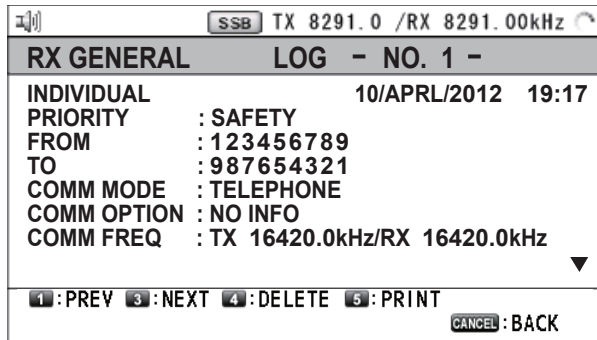 SSB TX 8291.0 /RX 8291.00kHz
RX GENERAL LOG - NO. 1 -
INDIVIDUAL 10/APRL/2012 19:17
PRIORITY : SAFETY
FROM : 123456789
TO : 987654321
COMM MODE : TELEPHONE
COMM OPTION : NO INFO
COMM FREQ : TX 16420.0kHz/RX 16420.0kHz
1 : PREV 3 : NEXT 4 : DELETE 5 : PRINT
CANCEL : BACK